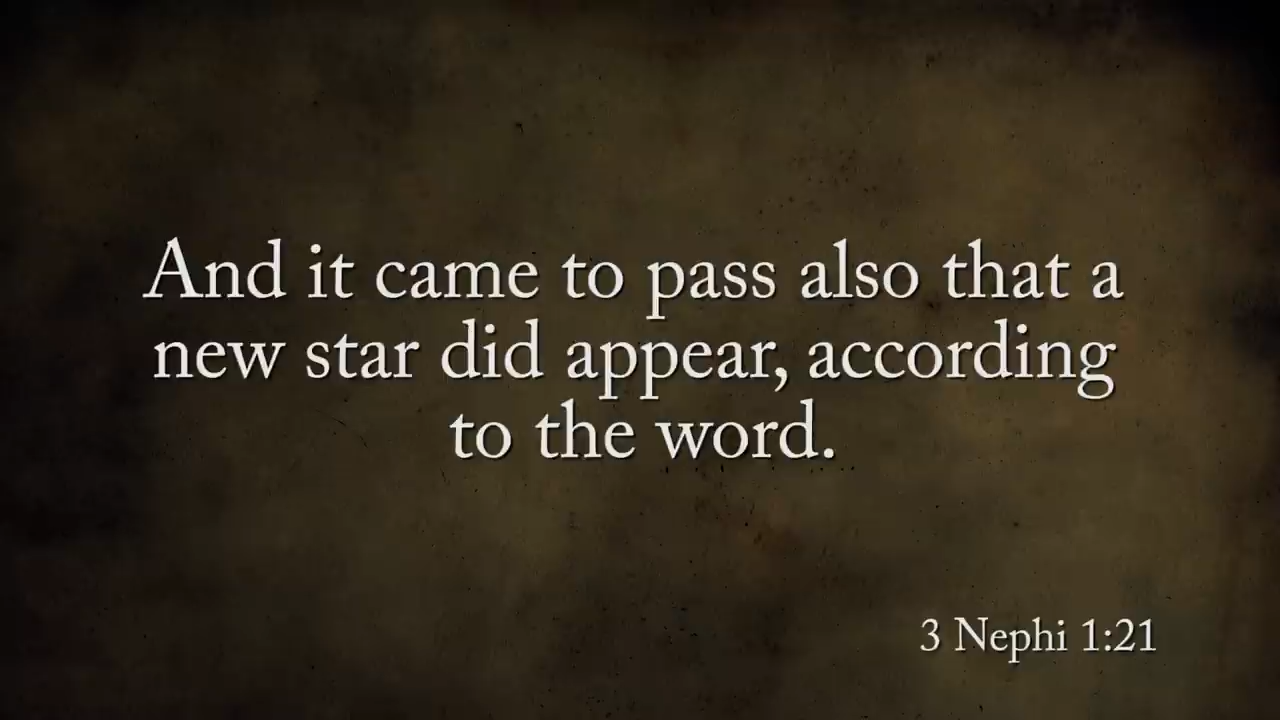 And it came to pass also that a
new star did appear, according
to the word.
3 Nephi 1:21